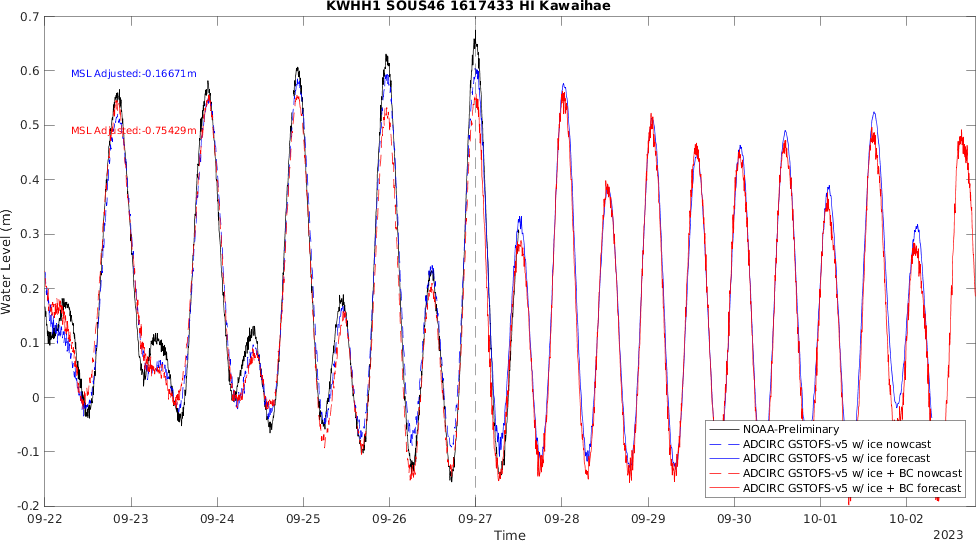 KWHH1 SOUS46 1617433 HI Kawaihae
Water Level (m)
0.7
0.6
0.5
0.4
0.3
0.2
0.1
0
-0.1
-0.2
MSL Adjusted:-0.16671m
MSL Adjusted:-0.75429m
NOAA-Preliminary
ADCIRC GSTOFS-v5 w/ ice nowcast
ADCIRC GSTOFS-v5 w/ ice forecast
ADCIRC GSTOFS-v5 w/ ice + BC nowcast
ADCIRC GSTOFS-v5 w/ ice + BC forecast
09-22 09-23 09-24 09-25 09-26 09-27 09-28 09-29 09-30 10-01 10-02
Time
2023